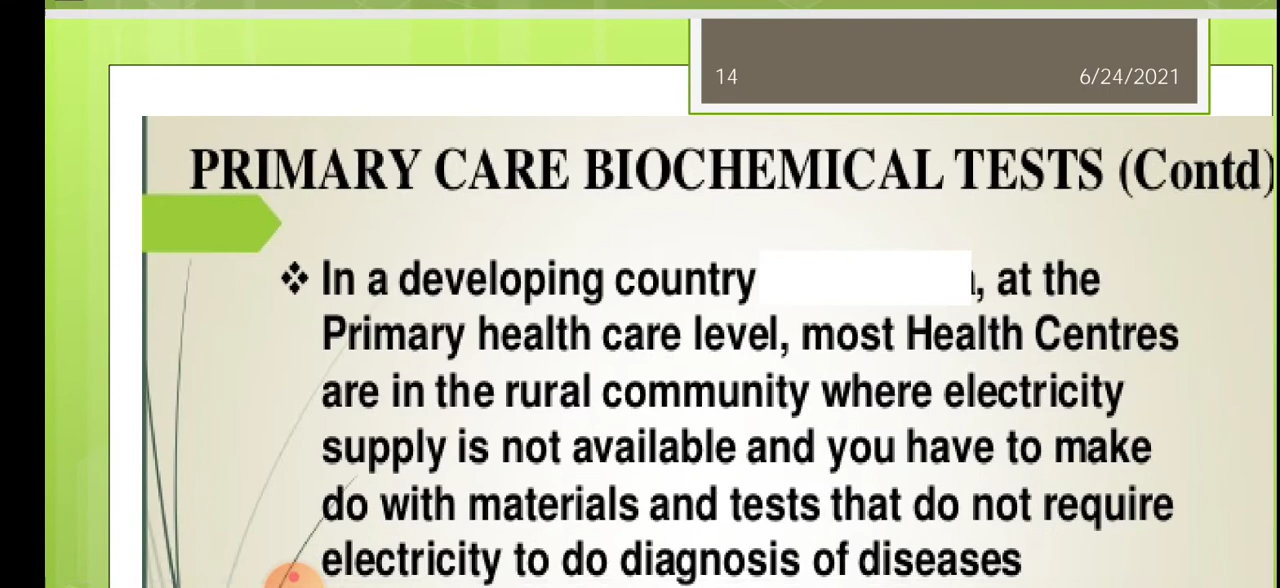 14 6/24/2021
PRIMARY CARE BIOCHEMICAL TESTS (Contd)
❖ In a developing country , at the
Primary health care level, most Health Centres
are in the rural community where electricity
supply is not available and you have to make
do with materials and tests that do not require
electricity to do diagnosis of diseases